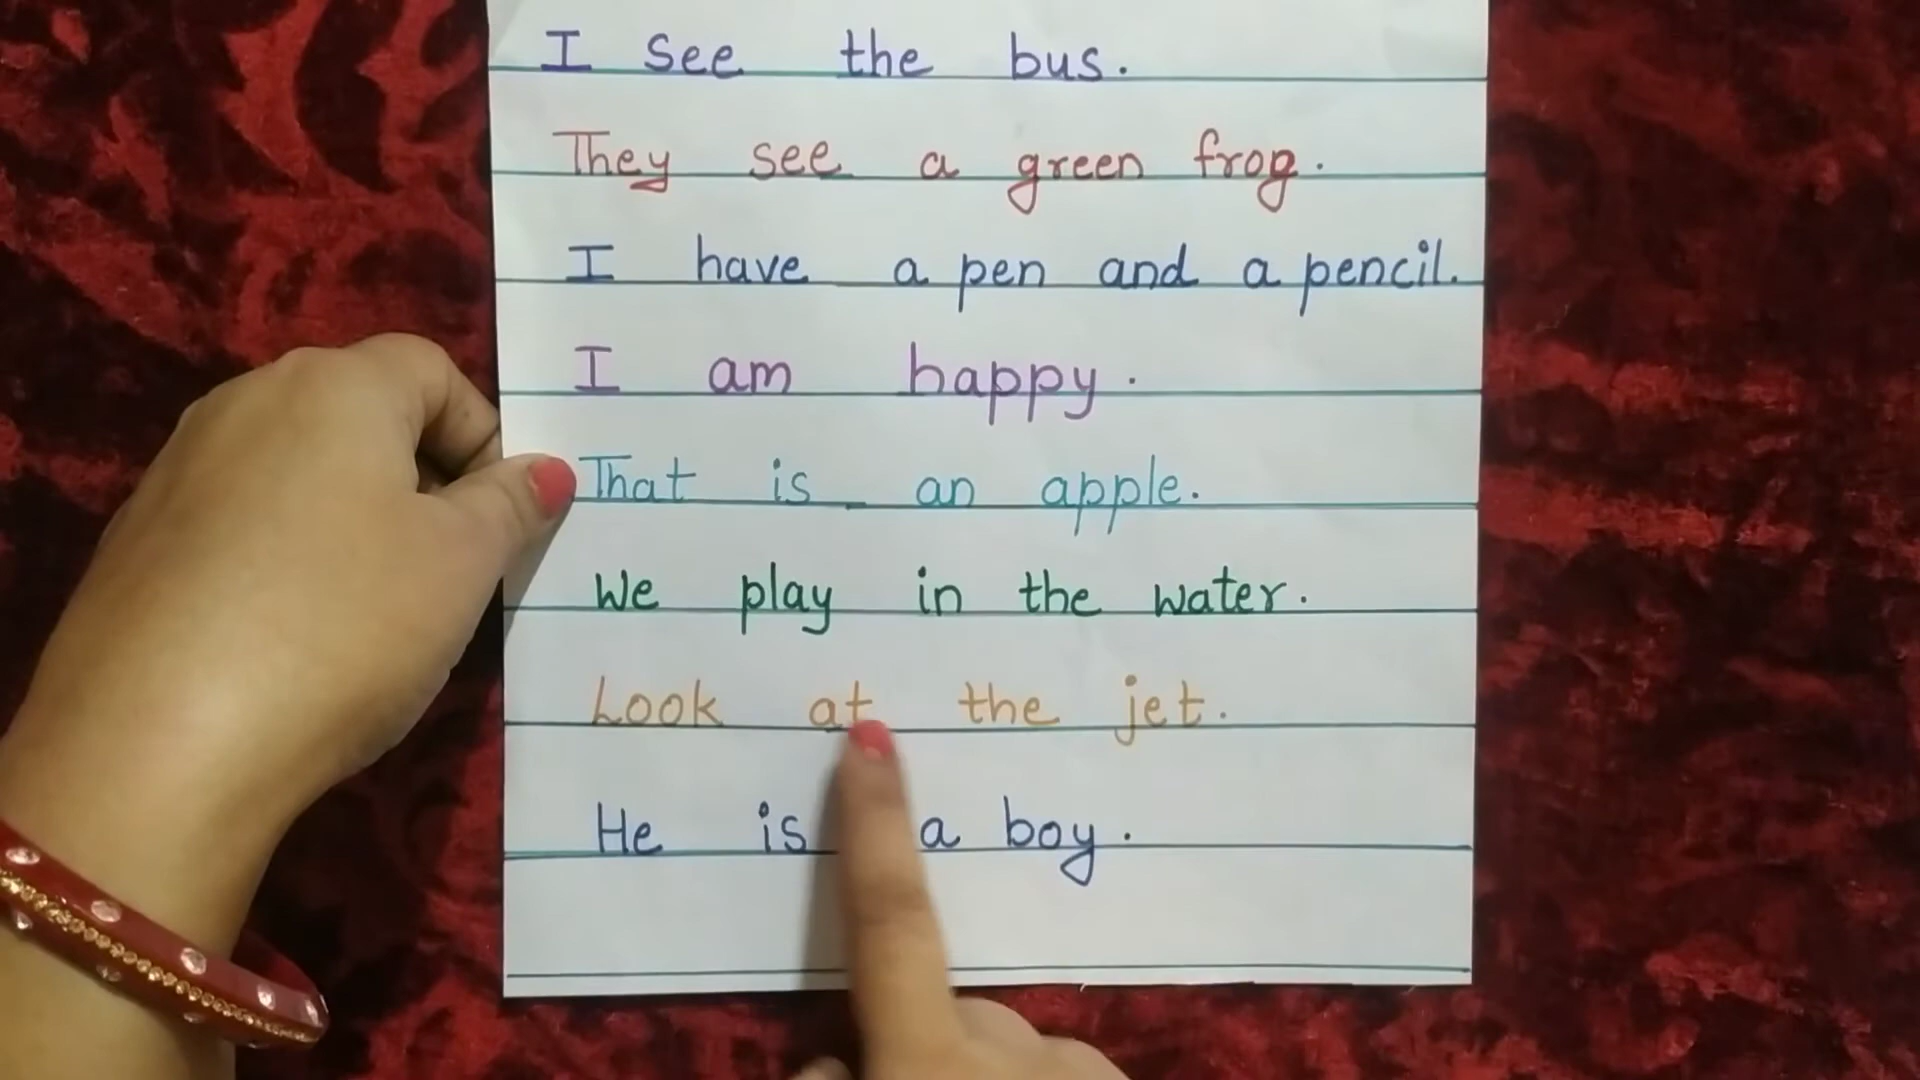 I see the bus.
They see a green frog.
I have a pen and a pencil.
I am happy.
That is an apple.
We play in the water.
Look at the jet.
He is a boy.